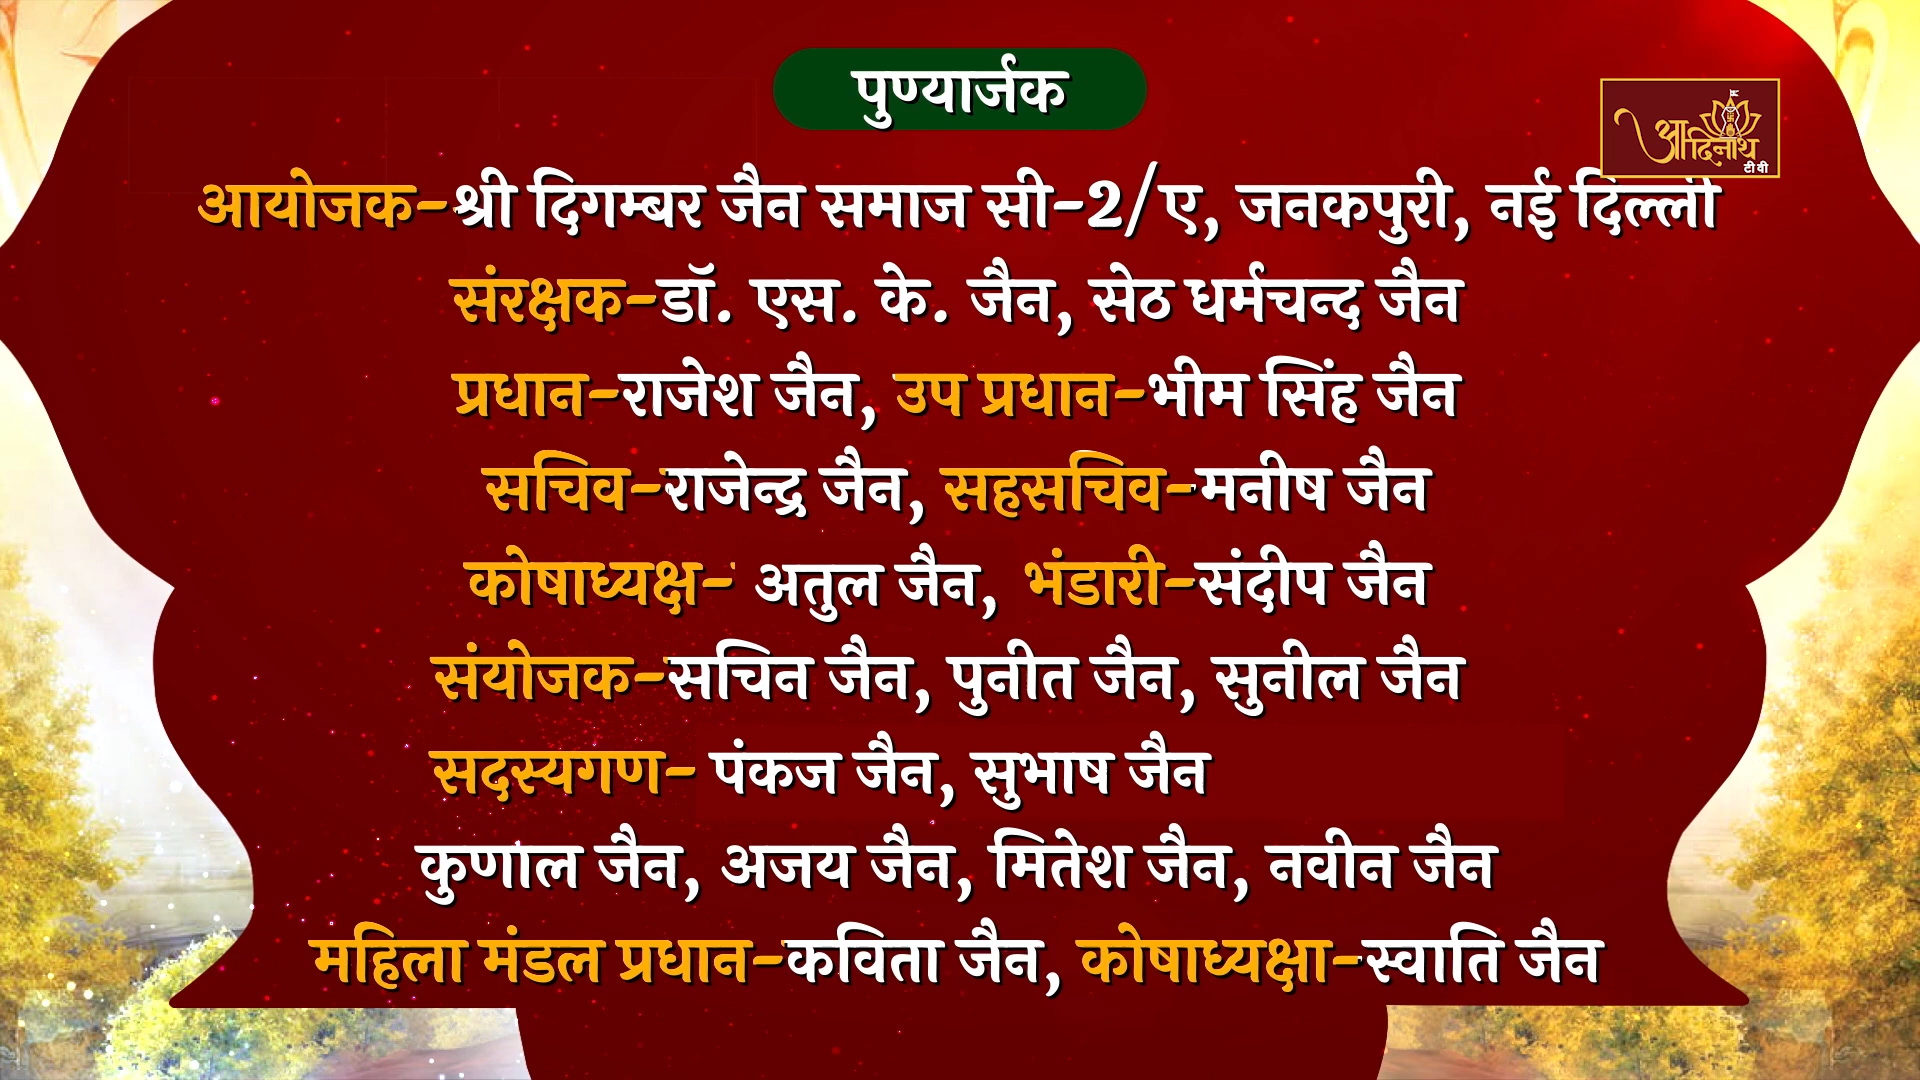 पुण्यार्जक
आदिनाथ
टीवी
आयोजक-श्री दिगम्बर जैन समाज सी-2/ए, जनकपुरी, नई दिल्ली
संरक्षक-डॉ. एस. के. जैन, सेठ धर्मचन्द जैन
प्रधान-राजेश जैन, उप प्रधान-भीम सिंह जैन
सचिव-राजेन्द्र जैन, सहसचिव-मनीष जैन
कोषाध्यक्ष- अतुल जैन, भंडारी-संदीप जैन
संयोजक-सचिन जैन, पुनीत जैन, सुनील जैन
सदस्यगण- पंकज जैन, सुभाष जैन
कुणाल जैन, अजय जैन, मितेश जैन, नवीन जैन
महिला मंडल प्रधान-कविता जैन, कोषाध्यक्षा-स्वाति जैन